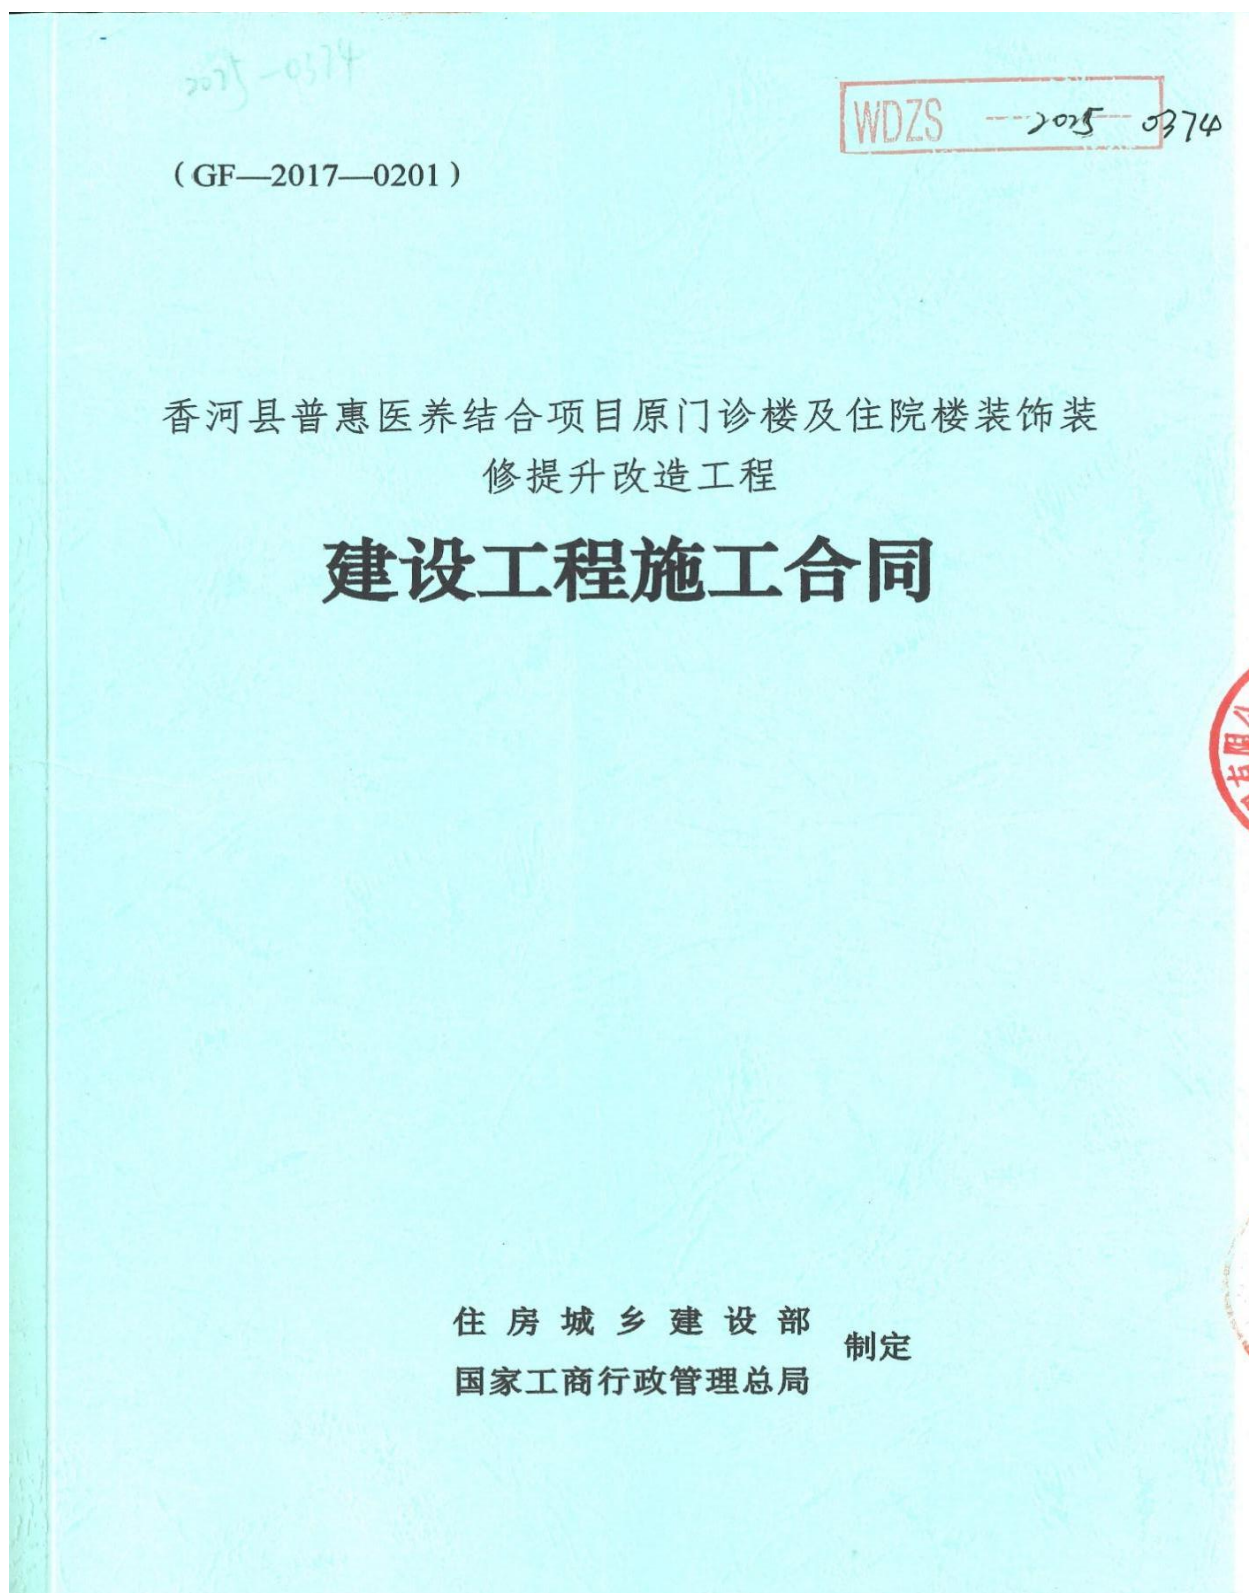 2025-0374
WDZS 2025 0374
（GF—2017—0201）
香河县普惠医养结合项目原门诊楼及住院楼装饰装
修提升改造工程
建设工程施工合同
有限公
住房城乡建设部
制定
国家工商行政管理总局